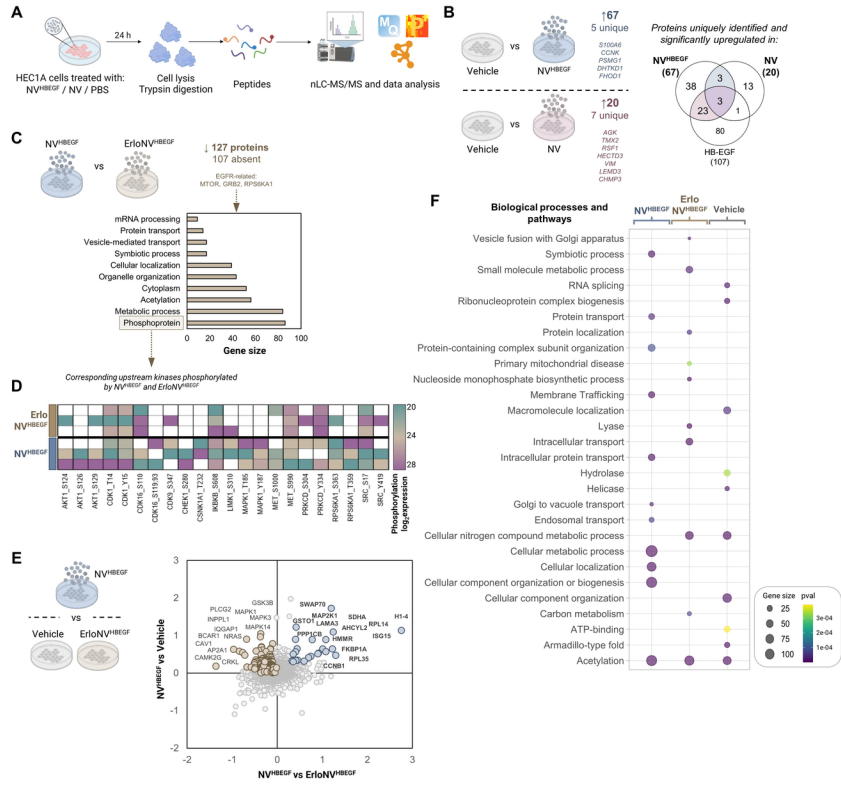 A
24 h
HEC1A cells treated with:
NVHBEGF / NV / PBS
Cell lysis
Trypsin digestion
Peptides
nLC-MS/MS and data analysis
M
Q
P
B
Vehicle
vs
NVHBEGF
↑67
5 unique
S100A6
CCNK
PSMG1
DHTKD1
FHOD1
Vehicle
vs
NV
↑20
7 unique
AGK
TMX2
RSF1
HECTD3
VIM
LEMD3
CHMP3
Proteins uniquely identified and
significantly upregulated in:
NVHBEGF
(67)
NV
(20)
38
3
13
3
23
1
80
HB-EGF
(107)
C
NVHBEGF
vs
ErloNVHBEGF
↓ 127 proteins
107 absent
EGFR-related:
MTOR, GRB2, RPS6KA1
mRNA processing
Protein transport
Vesicle-mediated transport
Symbiotic process
Cellular localization
Organelle organization
Cytoplasm
Acetylation
Metabolic process
Phosphoprotein
0 20 40 60 80 100
Gene size
Corresponding upstream kinases phosphorylated
by NVHBEGF and ErloNVHBEGF
D
Erlo
NVHBEGF
NVHBEGF
AKT1_S124
AKT1_S126
AKT1_S129
CDK1_T14
CDK1_Y15
CDK16_S110
CDK16_S119;93
CDK9_S347
CHEK1_S280
CSNK1A1_T232
IKBKB_S608
LIMK1_S310
MAPK1_T185
MAPK1_Y187
MET_S1000
MET_S990
PRKCD_S304
PRKCD_Y334
RPS6KA1_S363
RPS6KA1_T359
SRC_S17
SRC_Y419
20
24
28
Phosphorylation
log2expression
E
NVHBEGF
vs
Vehicle
ErloNVHBEGF
NVHBEGF vs Vehicle
3
2
1
0
-1
-2
-2 -1 0 1 2 3
NVHBEGF vs ErloNVHBEGF
GSK3B
PLCG2
MAPK1
INPPL1
MAPK3
IQGAP1
MAPK14
BCAR1
NRAS
CAV1
AP2A1
CAMK2G
CRKL
SWAP70
MAP2K1
GSTO1
LAMA3
SDHA
H1-4
RPL14
AHCYL2
PPP1CB
ISG15
HMMR
FKBP1A
RPL35
CCNB1
F
Biological processes and
pathways
NVHBEGF
Erlo
NVHBEGF
Vehicle
Vesicle fusion with Golgi apparatus
Symbiotic process
Small molecule metabolic process
RNA splicing
Ribonucleoprotein complex biogenesis
Protein transport
Protein localization
Protein-containing complex subunit organization
Primary mitochondrial disease
Nucleoside monophosphate biosynthetic process
Membrane Trafficking
Macromolecule localization
Lyase
Intracellular transport
Intracellular protein transport
Hydrolase
Helicase
Golgi to vacuole transport
Endosomal transport
Cellular nitrogen compound metabolic process
Cellular metabolic process
Cellular localization
Cellular component organization or biogenesis
Cellular component organization
Carbon metabolism
ATP-binding
Armadillo-type fold
Acetylation
Gene size
25
50
75
100
pval
3e-04
2e-04
1e-04